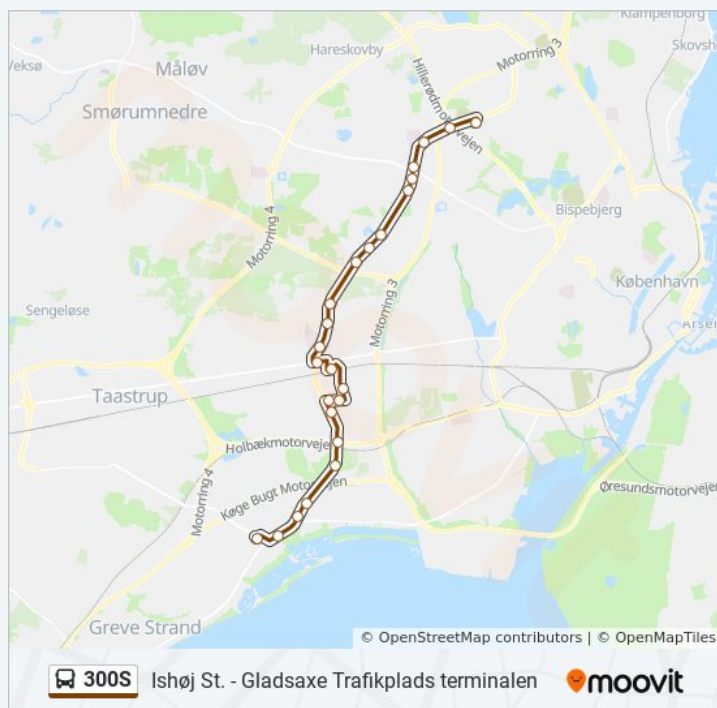 Klampenborg
Hareskovby
Motorring 3
Skovsh
Veksø
Måløv
Hillerødmotorvejen
Smørumnedre
Motorring 4
Bispebjerg
København
Sengeløse
Motorring 3
Arsen
Taastrup
Holbækmotorveje
Motorring 4
Køge Bugt Motorvejen
Øresundsmotorvejen
Greve Strand
© OpenStreetMap contributors | © OpenMapTiles
300S Ishøj St. - Gladsaxe Trafikplads terminalen moovit